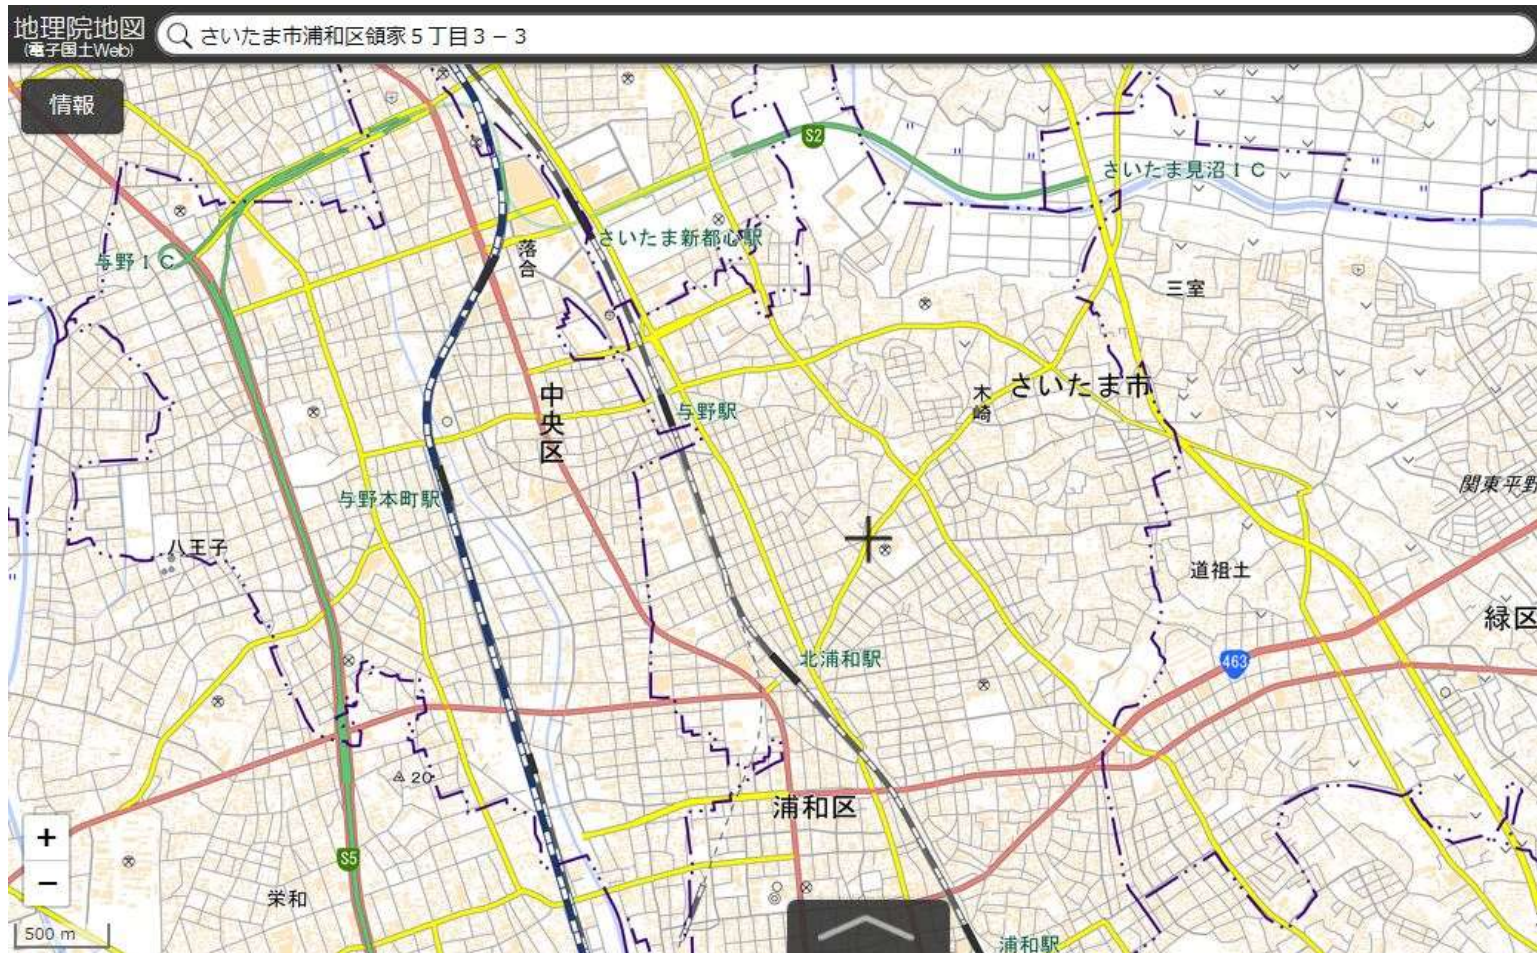 地理院地図
(電子国土Web)
さいたま市浦和区領家５丁目３－３
情報
S2
さいたま見沼ＩＣ
与野ＩＣ
さいたま新都心駅
落合
三室
中央区
与野駅
木崎
さいたま市
与野本町駅
関東平野
八王子
道祖土
緑区
北浦和駅
463
20
浦和区
+
−
S5
栄和
500 m
浦和駅